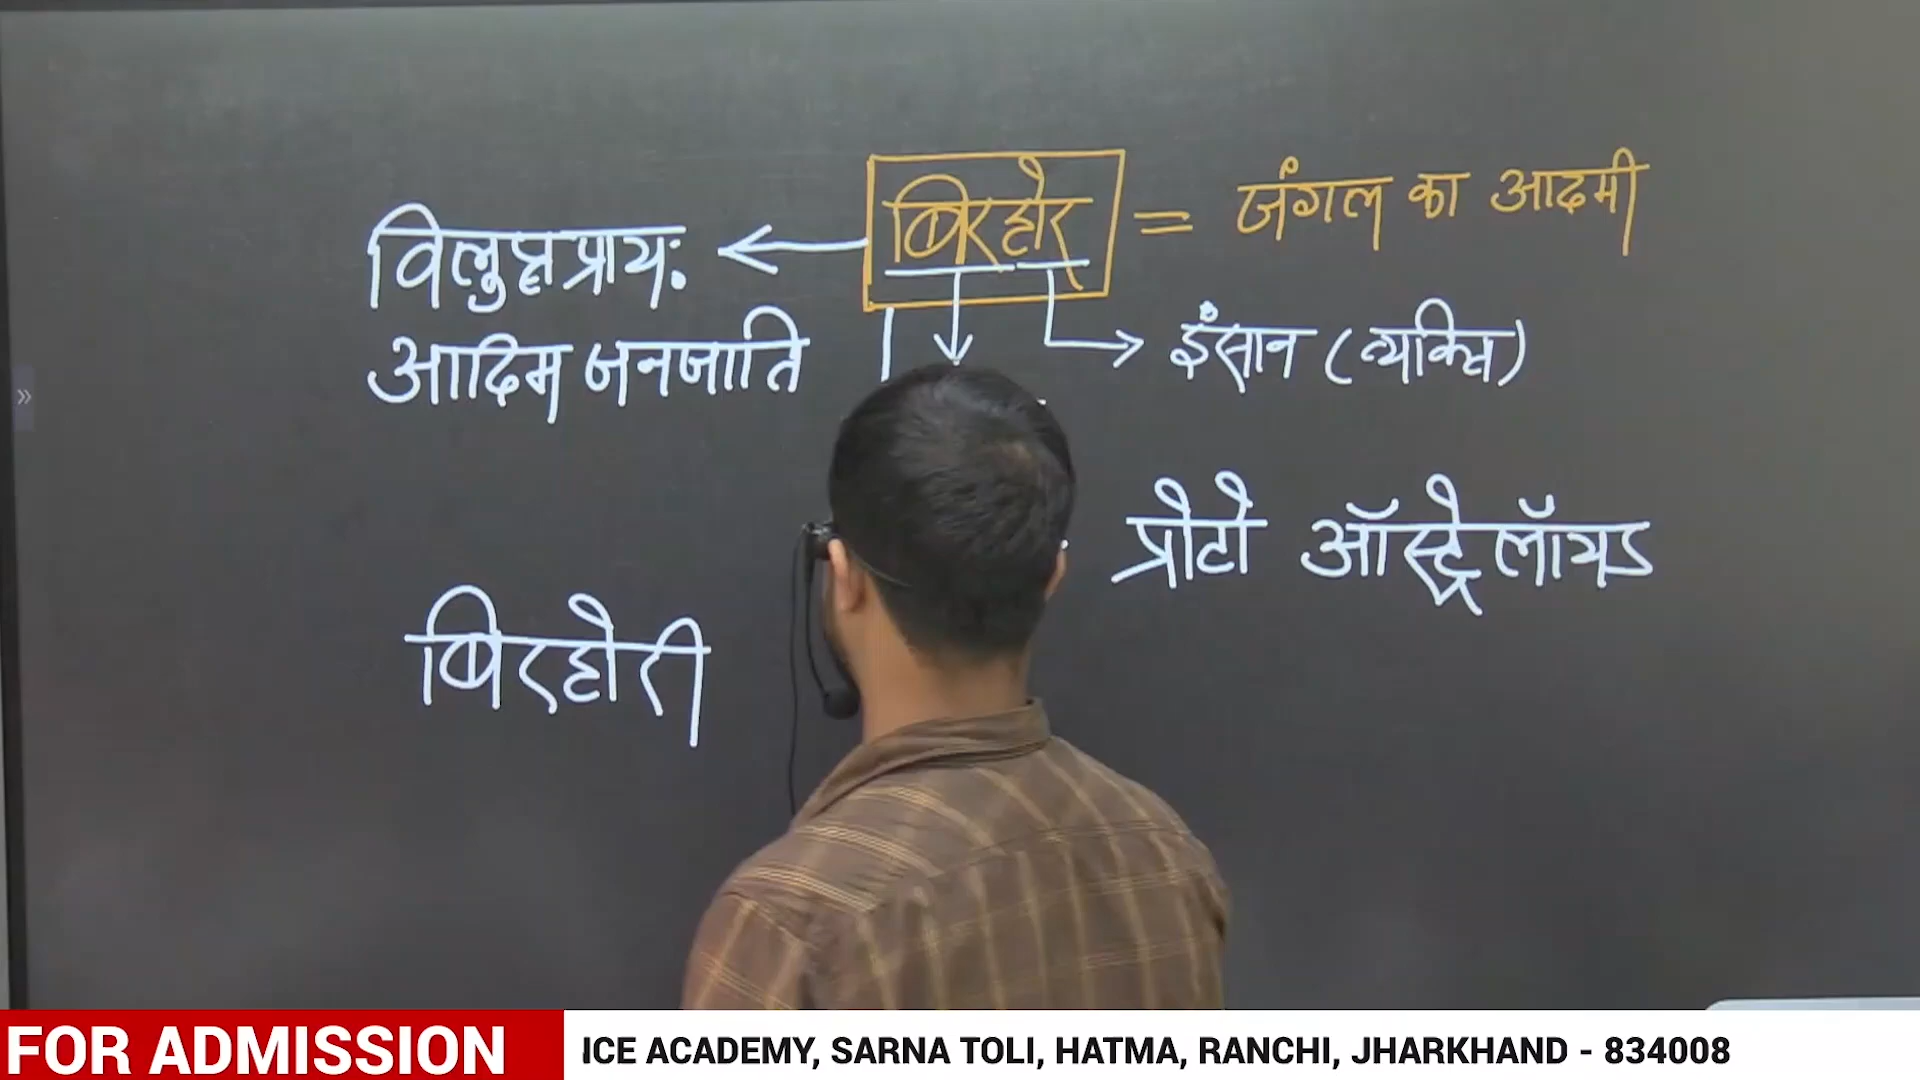 बिरहोर = जंगल का आदमी
विलुप्तप्राय: ←
आदिम जनजाति
→ इंसान (व्यक्ति)
प्रोटो ऑस्ट्रेलॉयड
बिरहोरी
»
FOR ADMISSION
ACADEMY, SARNA TOLI, HATMA, RANCHI, JHARKHAND - 834008